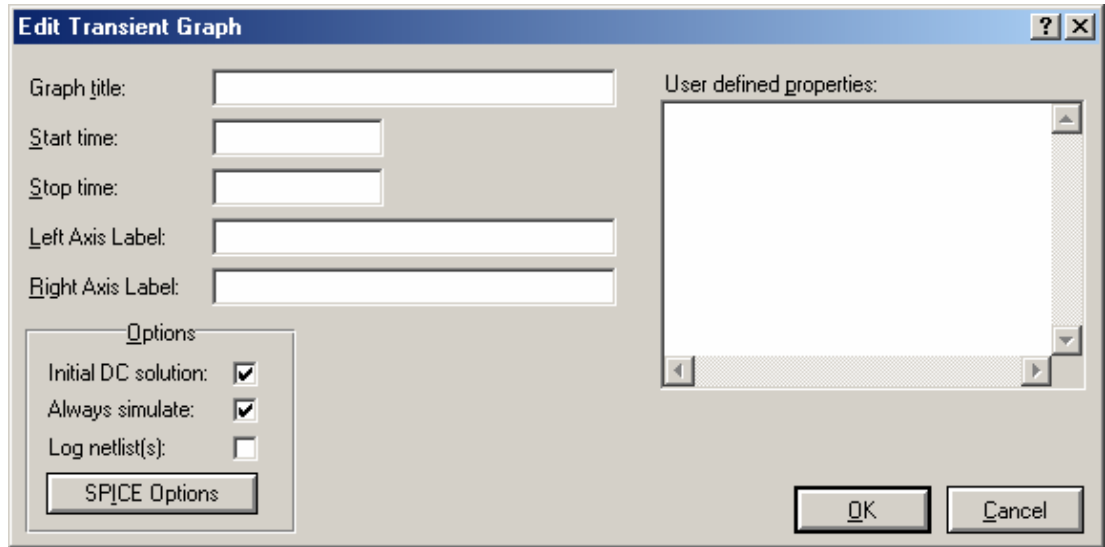 Edit Transient Graph
Graph title:
Start time:
Stop time:
Left Axis Label:
Right Axis Label:
User defined properties:
Options
Initial DC solution:
Always simulate:
Log netlist(s):
SPICE Options
OK
Cancel